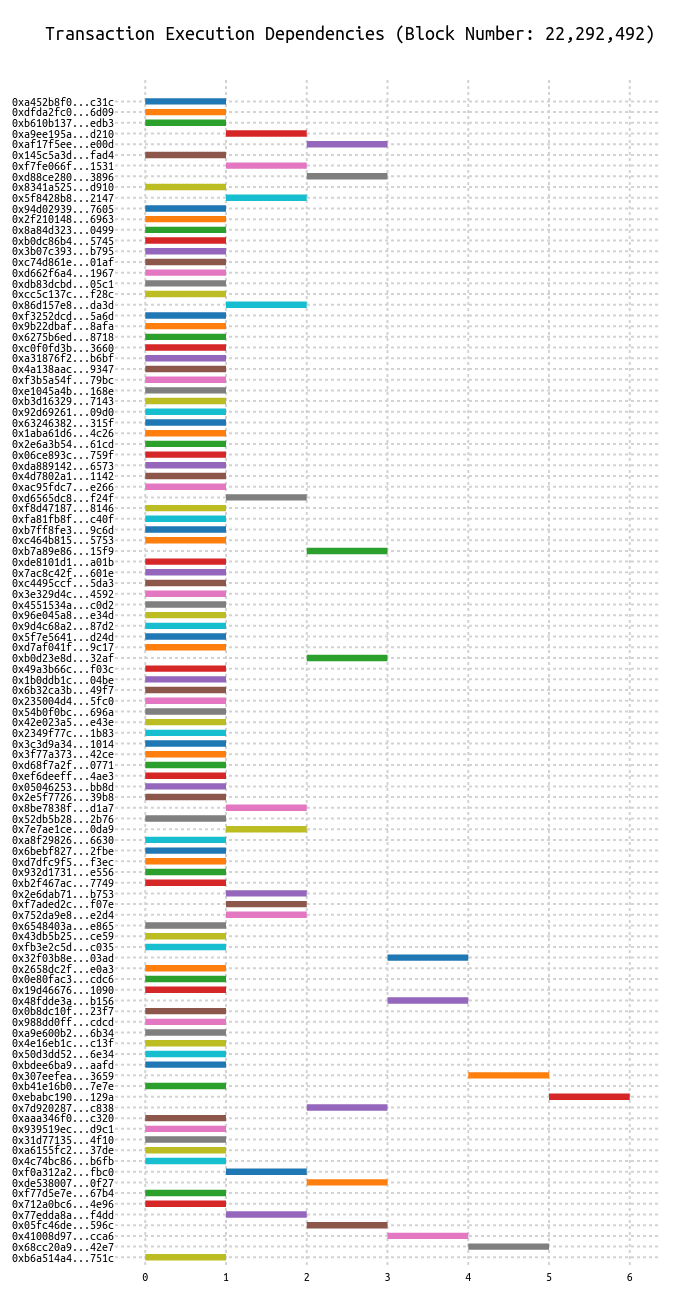 Transaction Execution Dependencies (Block Number: 22,292,492)
0xa452b8f0...c31c
0xdfda2fc0...6d09
0xb610b137...edb3
0xa9ee195a...d210
0xaf17f5ee...e00d
0x145c5a3d...fad4
0xf7fe066f...1531
0xd88ce280...3896
0x8341a525...d910
0x5f8428b8...2147
0x94d02939...7605
0x2f210148...6963
0x8a84d323...0499
0xb0dc86b4...5745
0x3b07c393...b795
0xc74d861e...01af
0xd662f6a4...1967
0xdb83dcbd...05c1
0xcc5c137c...f28c
0x86d157e8...da3d
0xf3252dcd...5a6d
0x9b22dbaf...8afa
0x6275b6ed...8718
0xc0f0fd3b...3660
0xa31876f2...b6bf
0x4a138aac...9347
0xf3b5a54f...79bc
0xe1045a4b...168e
0xb3d16329...7143
0x92d69261...09d0
0x63246382...315f
0x1aba61d6...4c26
0x2e6a3b54...61cd
0x06ce893c...759f
0xda889142...6573
0x4d7802a1...1142
0xac95fdc7...e266
0xd6565dc8...f24f
0xf8d47187...8146
0xfa81fb8f...c40f
0xb7ff8fe3...9c6d
0xc464b815...5753
0xb7a89e86...15f9
0xde8101d1...a01b
0x7ac8c42f...601e
0xc4495ccf...5da3
0x3e329d4c...4592
0x4551534a...c0d2
0x96e045a8...e34d
0x9d4c68a2...87d2
0x5f7e5641...d24d
0xd7af041f...9c17
0xb0d23e8d...32af
0x49a3b66c...f03c
0x1b0ddb1c...04be
0x6b32ca3b...49f7
0x235004d4...5fc0
0x54b0f0bc...696a
0x42e023a5...e43e
0x2349f77c...1b83
0x3c3d9a34...1014
0x3f77a373...42ce
0xd68f7a2f...0771
0xef6deeff...4ae3
0x05046253...bb8d
0x2e5f7726...39b8
0x8be7838f...d1a7
0x52db5b28...2b76
0x7e7ae1ce...0da9
0xa8f29826...6630
0x6bebf827...2fbe
0xd7dfc9f5...f3ec
0x932d1731...e556
0xb2f467ac...7749
0x2e6dab71...b753
0xf7aded2c...f07e
0x752da9e8...e2d4
0x6548403a...e865
0x43db5b25...ce59
0xfb3e2c5d...c035
0x32f03b8e...03ad
0x2658dc2f...e0a3
0x0e80fac3...cdc6
0x19d46676...1090
0x48fdde3a...b156
0x0b8dc10f...23f7
0x988dd0ff...cdcd
0xa9e600b2...6b34
0x4e16eb1c...c13f
0x50d3dd52...6e34
0xbdee6ba9...aafd
0x307eefea...3659
0xb41e16b0...7e7e
0xebabc190...129a
0x7d920287...c838
0xaaa346f0...c320
0x939519ec...d9c1
0x31d77135...4f10
0xa6155fc2...37de
0x4c74bc86...b6fb
0xf0a312a2...fbc0
0xde538007...0f27
0xf77d5e7e...67b4
0x712a0bc6...4e96
0x77edda8a...f4dd
0x05fc46de...596c
0x41008d97...cca6
0x68cc20a9...42e7
0xb6a514a4...751c
0 1 2 3 4 5 6